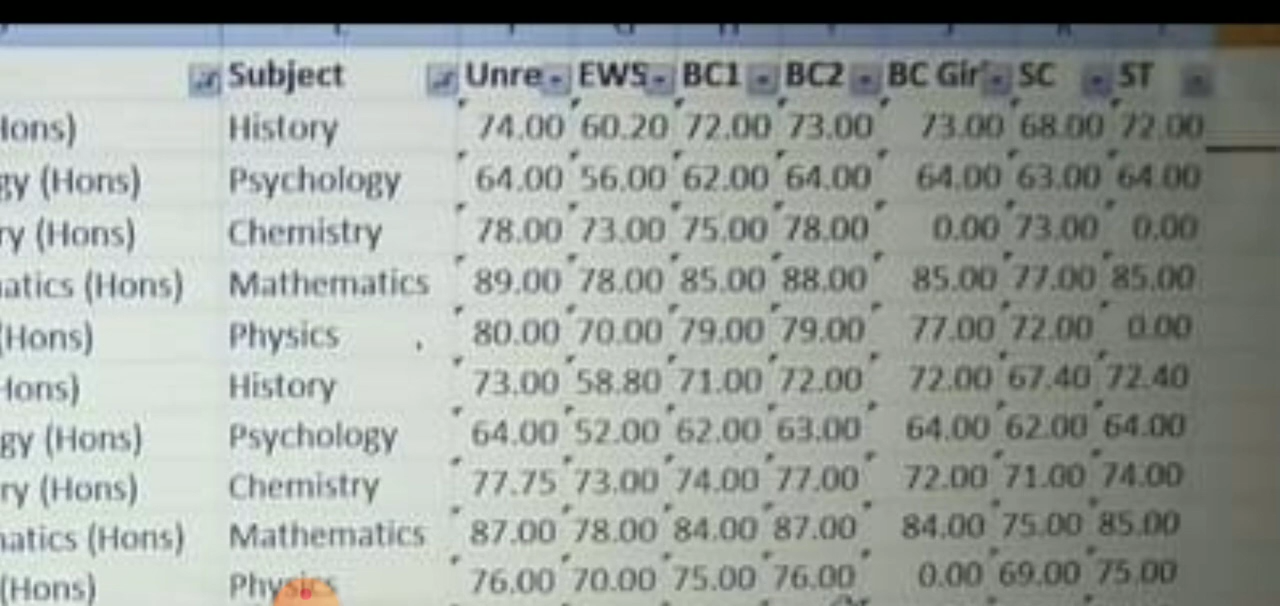 Subject Unre EWS BC1 BC2 BC Gir SC ST
Hons) History 74.00 60.20 72.00 73.00 73.00 68.00 72.00
gy (Hons) Psychology 64.00 56.00 62.00 64.00 64.00 63.00 64.00
ry (Hons) Chemistry 78.00 73.00 75.00 78.00 0.00 73.00 0.00
natics (Hons) Mathematics 89.00 78.00 85.00 88.00 85.00 77.00 85.00
(Hons) Physics 80.00 70.00 79.00 79.00 77.00 72.00 0.00
Hons) History 73.00 58.80 71.00 72.00 72.00 67.40 72.40
gy (Hons) Psychology 64.00 52.00 62.00 63.00 64.00 62.00 64.00
ry (Hons) Chemistry 77.75 73.00 74.00 77.00 72.00 71.00 74.00
natics (Hons) Mathematics 87.00 78.00 84.00 87.00 84.00 75.00 85.00
(Hons) Physics 76.00 70.00 75.00 76.00 0.00 69.00 75.00